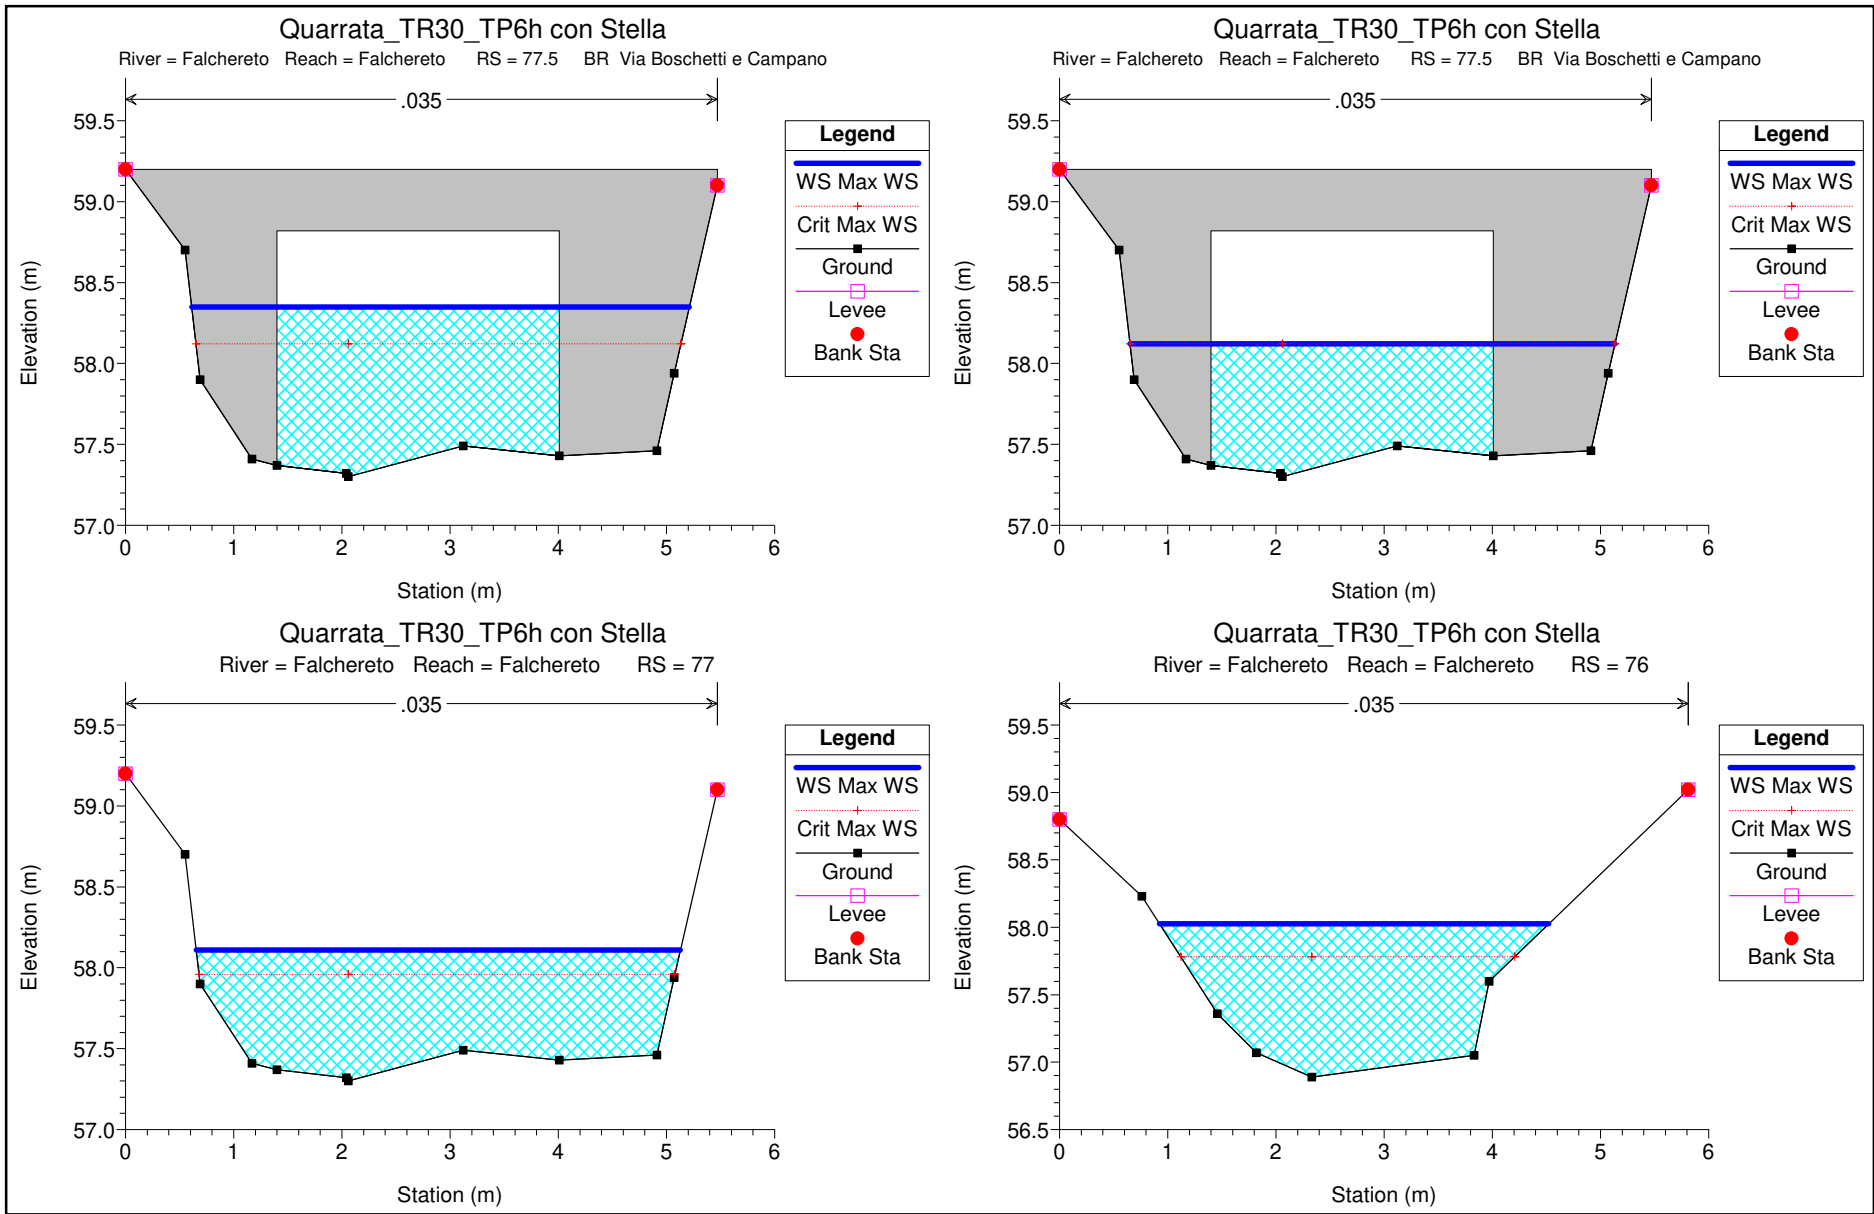 Quarrata_TR30_TP6h con Stella
River = Falchereto Reach = Falchereto RS = 77.5 BR Via Boschetti e Campano
.035
59.5
59.0
58.5
58.0
57.5
57.0
0 1 2 3 4 5 6
Elevation (m)
Station (m)
Legend
WS Max WS
Crit Max WS
Ground
Levee
Bank Sta
Quarrata_TR30_TP6h con Stella
River = Falchereto Reach = Falchereto RS = 77.5 BR Via Boschetti e Campano
.035
59.5
59.0
58.5
58.0
57.5
57.0
0 1 2 3 4 5 6
Elevation (m)
Station (m)
Legend
WS Max WS
Crit Max WS
Ground
Levee
Bank Sta
Quarrata_TR30_TP6h con Stella
River = Falchereto Reach = Falchereto RS = 77
.035
59.5
59.0
58.5
58.0
57.5
57.0
0 1 2 3 4 5 6
Elevation (m)
Station (m)
Legend
WS Max WS
Crit Max WS
Ground
Levee
Bank Sta
Quarrata_TR30_TP6h con Stella
River = Falchereto Reach = Falchereto RS = 76
.035
59.5
59.0
58.5
58.0
57.5
57.0
56.5
0 1 2 3 4 5 6
Elevation (m)
Station (m)
Legend
WS Max WS
Crit Max WS
Ground
Levee
Bank Sta